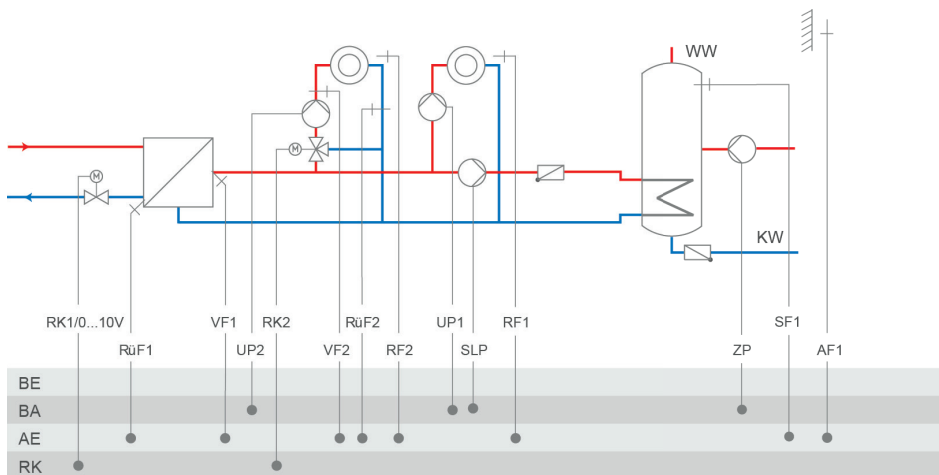 WW
M
M
KW
RK1/0...10V VF1 RK2 RüF2 UP1 RF1 SF1
RüF1 UP2 VF2 RF2 SLP ZP AF1
BE
BA
AE
RK